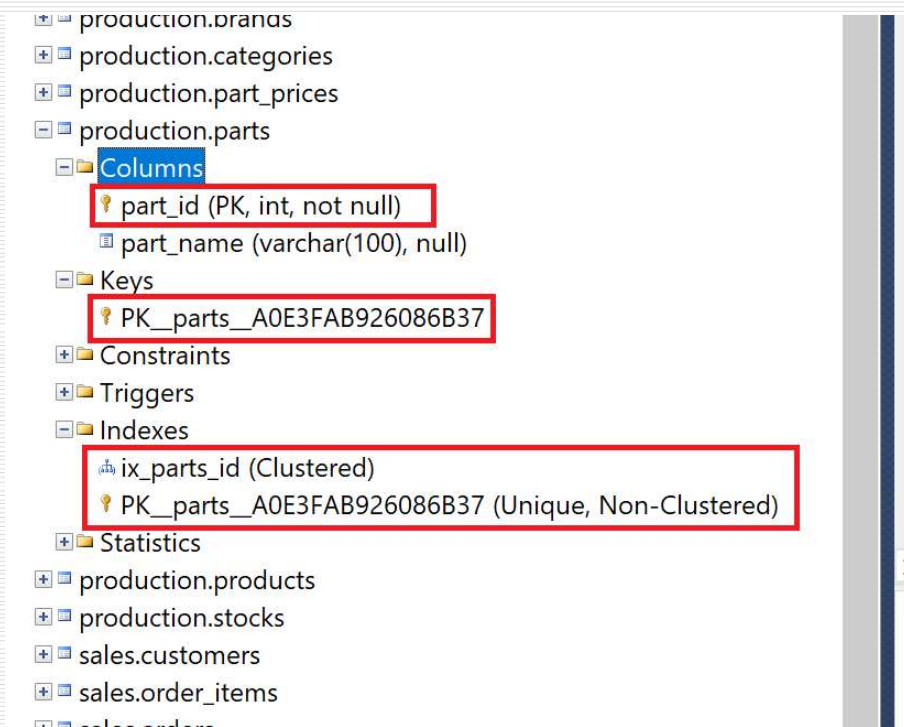 production.brands
production.categories
production.part_prices
production.parts
Columns
part_id (PK, int, not null)
part_name (varchar(100), null)
Keys
PK__parts__A0E3FAB926086B37
Constraints
Triggers
Indexes
ix_parts_id (Clustered)
PK__parts__A0E3FAB926086B37 (Unique, Non-Clustered)
Statistics
production.products
production.stocks
sales.customers
sales.order_items
sales.orders